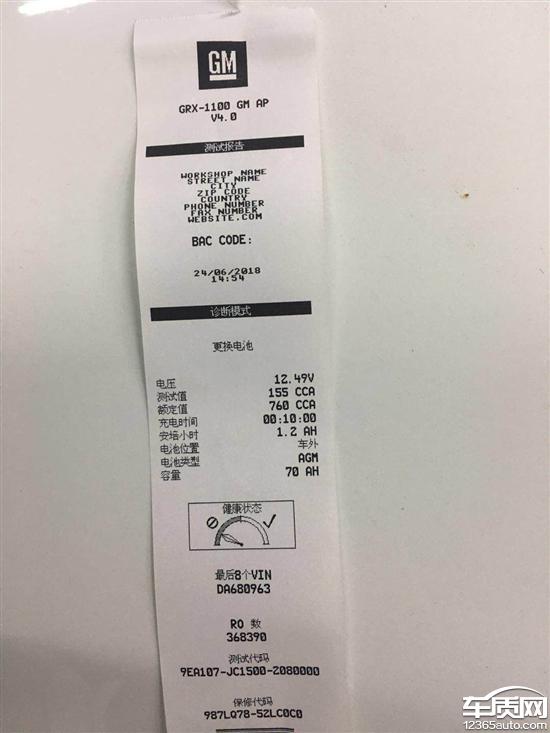 GM
GRX-1100 GM AP
V4.0
测试报告
WORKSHOP NAME
STREET NAME
CITY
ZIP CODE
COUNTRY
PHONE NUMBER
FAX NUMBER
WEBSITE.COM
BAC CODE:
24/06/2018
14:54
诊断模式
更换电池
电压 12.49V
测试值 155 CCA
额定值 760 CCA
充电时间 00:10:00
安培小时 1.2 AH
电池位置 车外
电池类型 AGM
容量 70 AH
健康状态
最后8个VIN
DA680963
RO 数
368390
测试代码
9EA107-JC1500-Z080000
保修代码
987LQ78-5ZLC0C0
车质网
www.12365auto.com